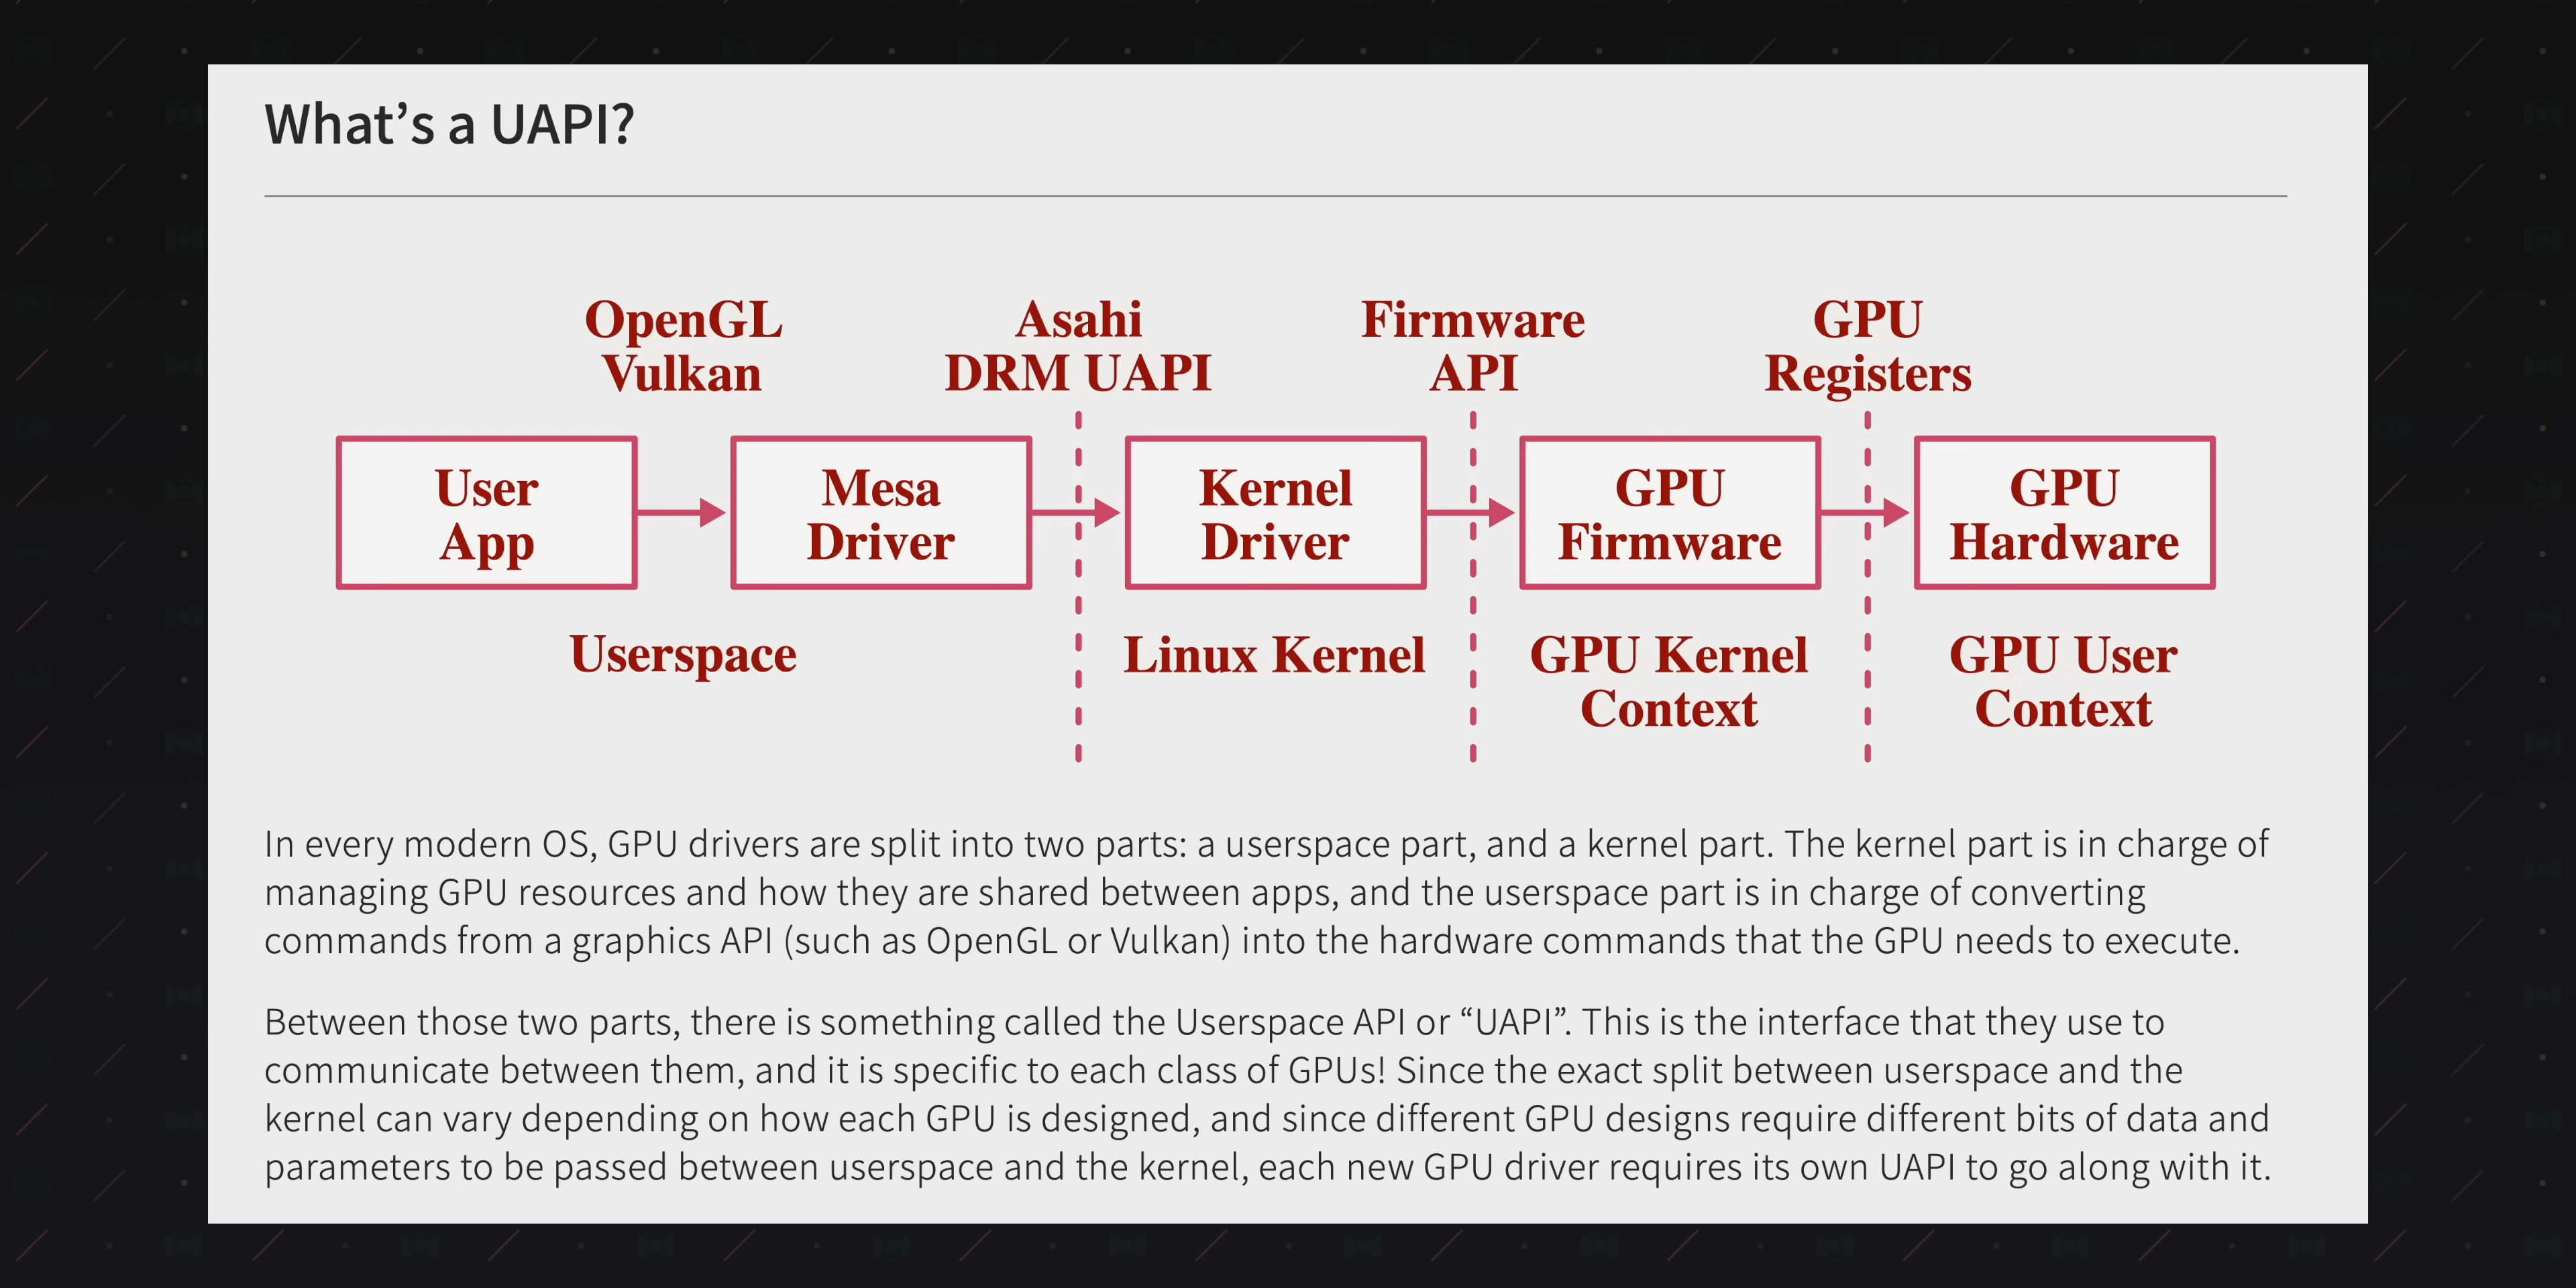 What’s a UAPI?
OpenGL
Vulkan
Asahi
DRM UAPI
Firmware
API
GPU
Registers
User
App
Mesa
Driver
Kernel
Driver
GPU
Firmware
GPU
Hardware
Userspace
Linux Kernel
GPU Kernel
Context
GPU User
Context
In every modern OS, GPU drivers are split into two parts: a userspace part, and a kernel part. The kernel part is in charge of
managing GPU resources and how they are shared between apps, and the userspace part is in charge of converting
commands from a graphics API (such as OpenGL or Vulkan) into the hardware commands that the GPU needs to execute.
Between those two parts, there is something called the Userspace API or “UAPI”. This is the interface that they use to
communicate between them, and it is specific to each class of GPUs! Since the exact split between userspace and the
kernel can vary depending on how each GPU is designed, and since different GPU designs require different bits of data and
parameters to be passed between userspace and the kernel, each new GPU driver requires its own UAPI to go along with it.